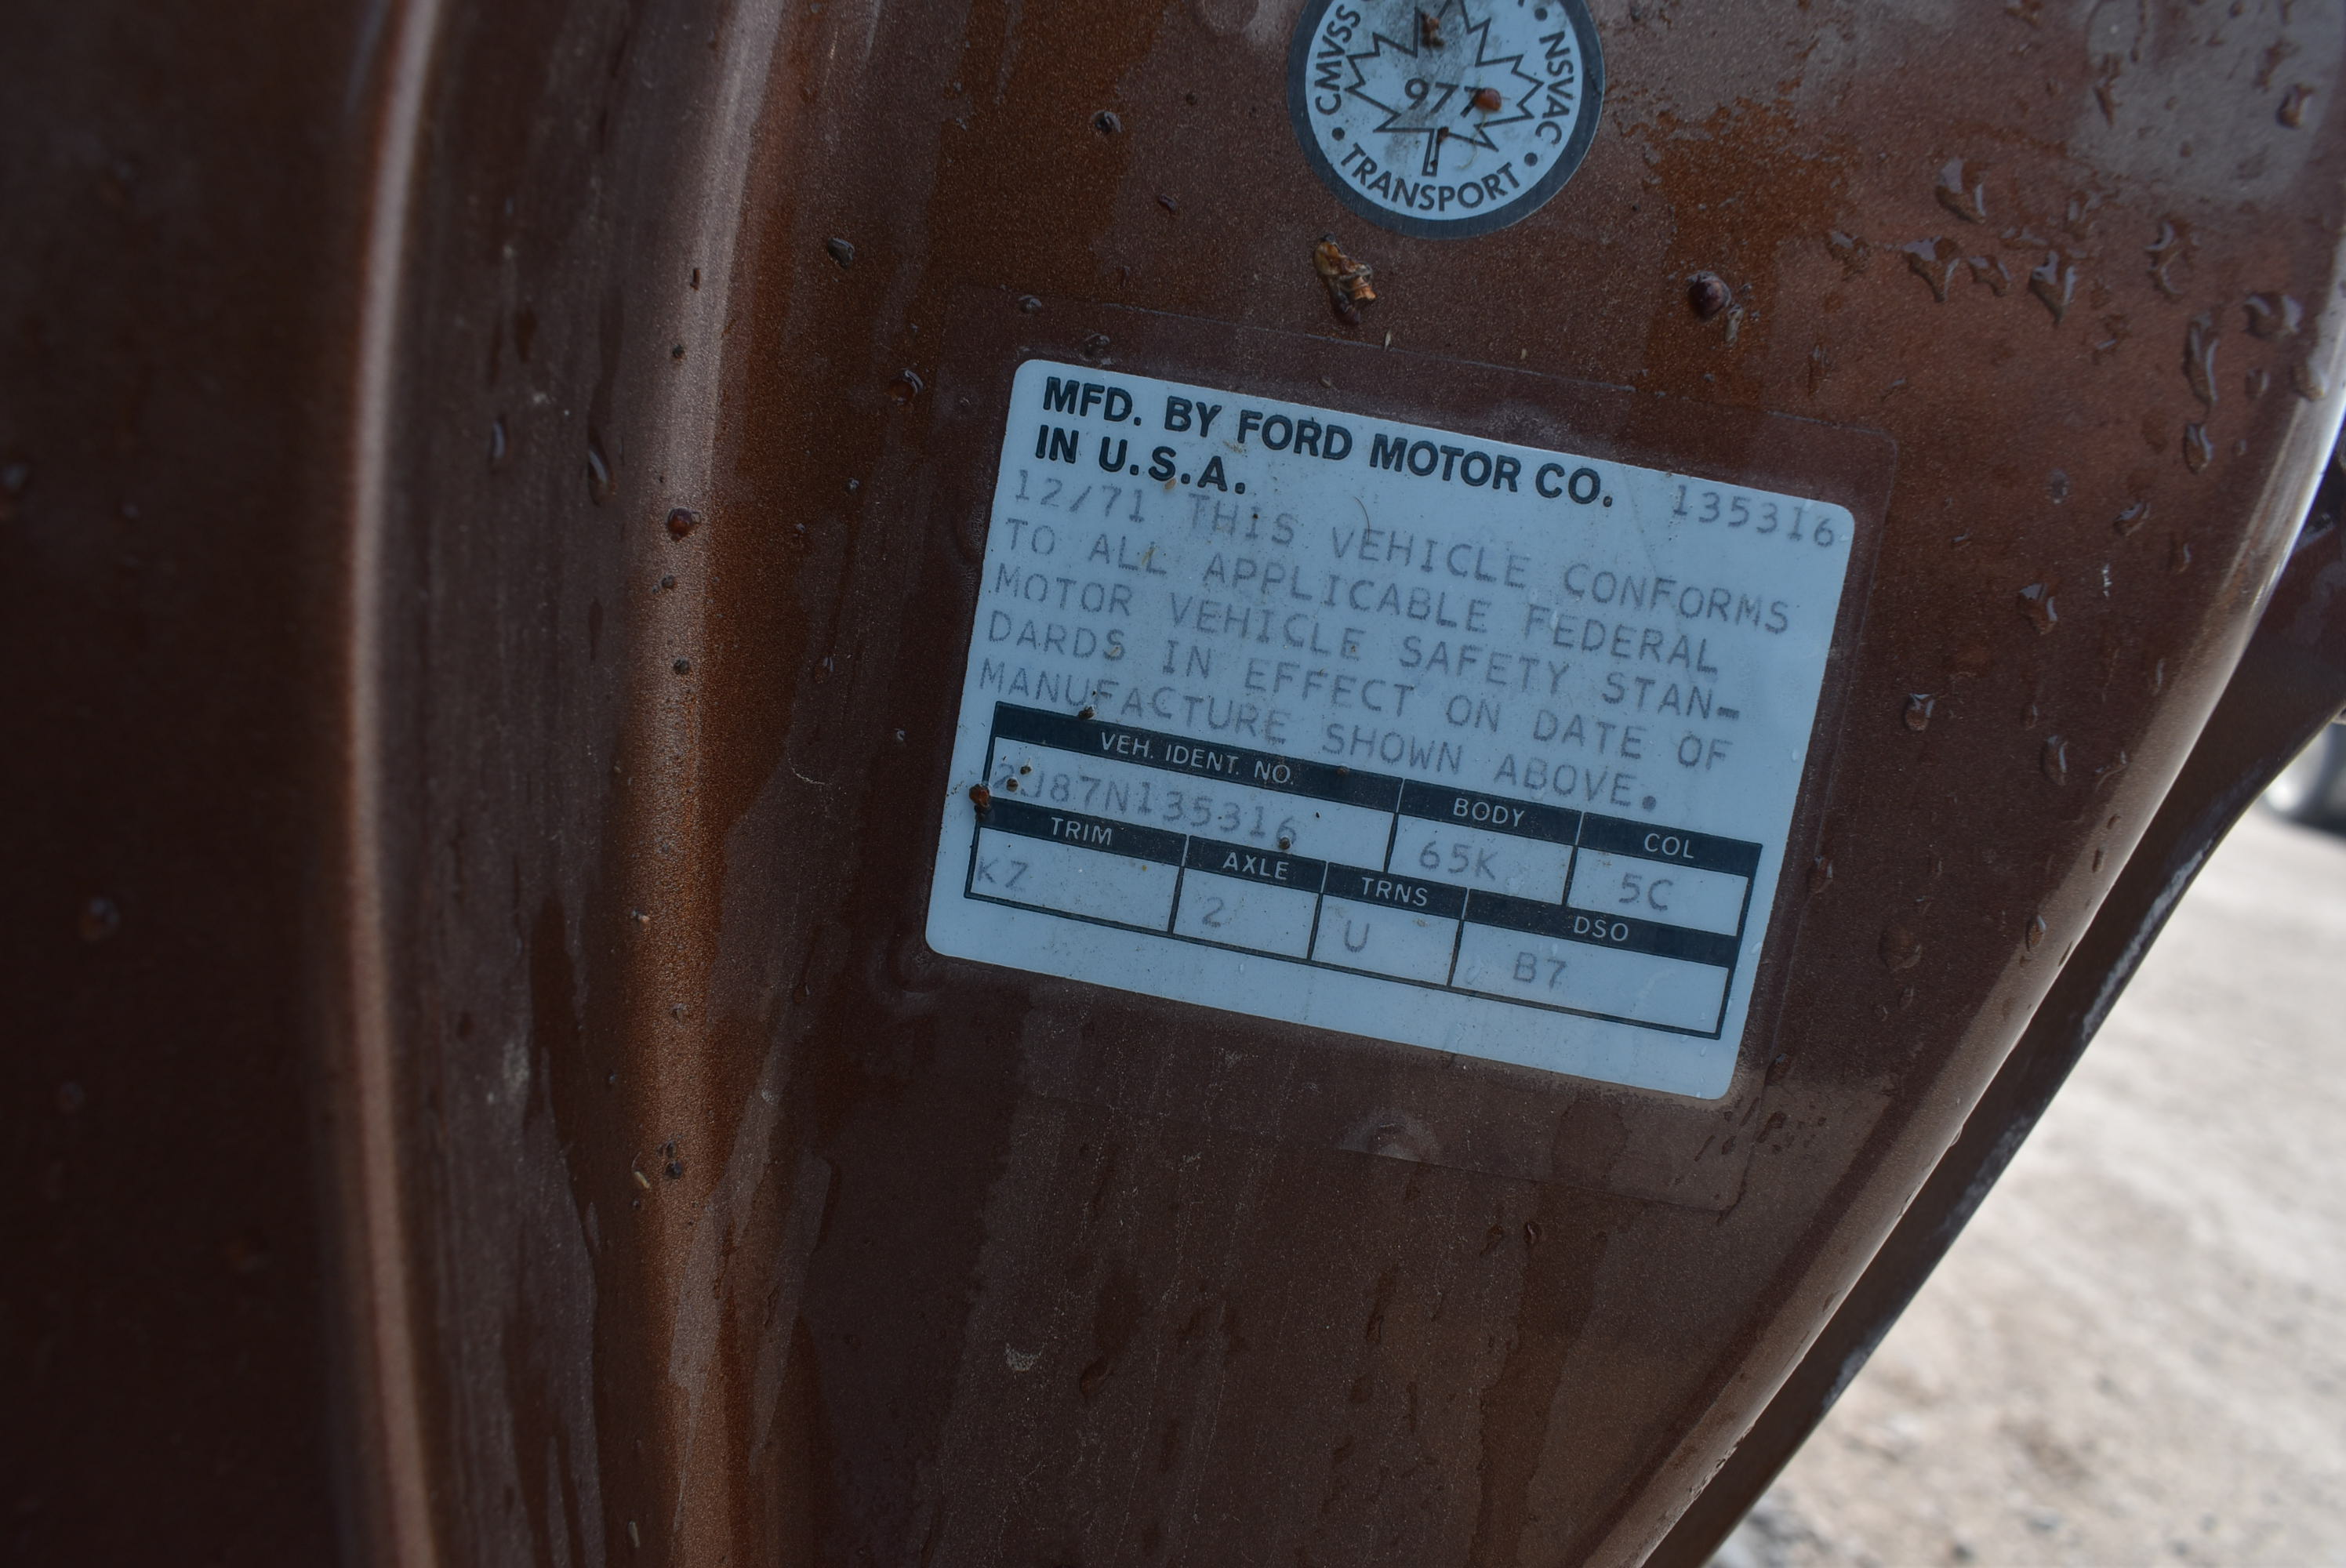 CMVSS • NSVAC • TRANSPORT •
977
MFD. BY FORD MOTOR CO.
IN U.S.A. 135316
12/71 THIS VEHICLE CONFORMS
TO ALL APPLICABLE FEDERAL
MOTOR VEHICLE SAFETY STAN-
DARDS IN EFFECT ON DATE OF
MANUFACTURE SHOWN ABOVE.
VEH. IDENT. NO. BODY COL
2J87N135316 65K 5C
TRIM AXLE TRNS DSO
KZ 2 U B7